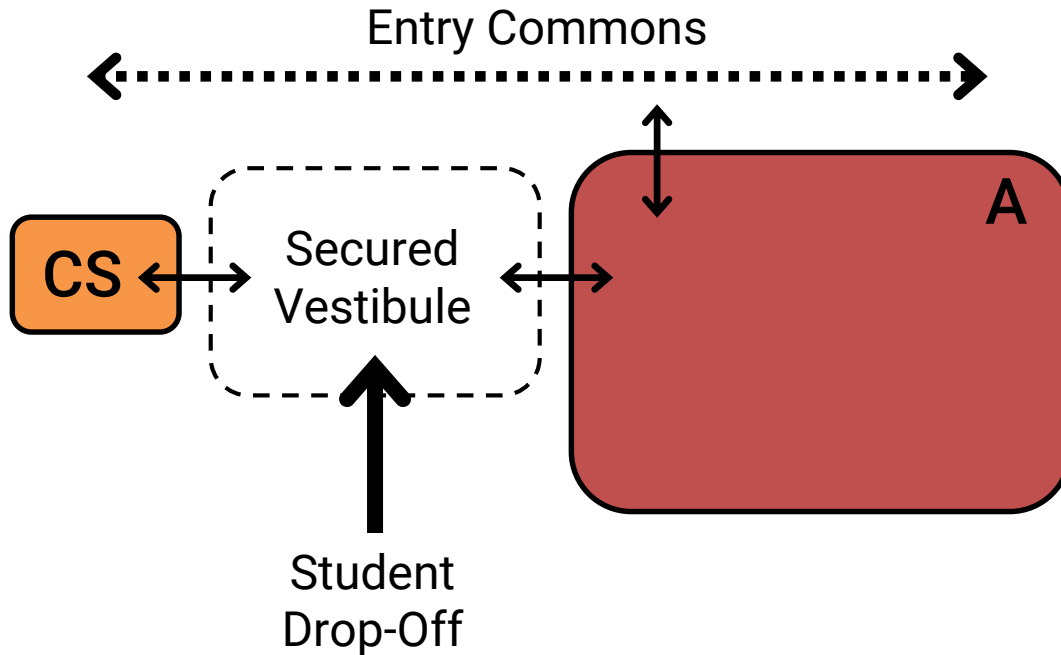 Entry Commons
A
CS
Secured
Vestibule
Student
Drop-Off